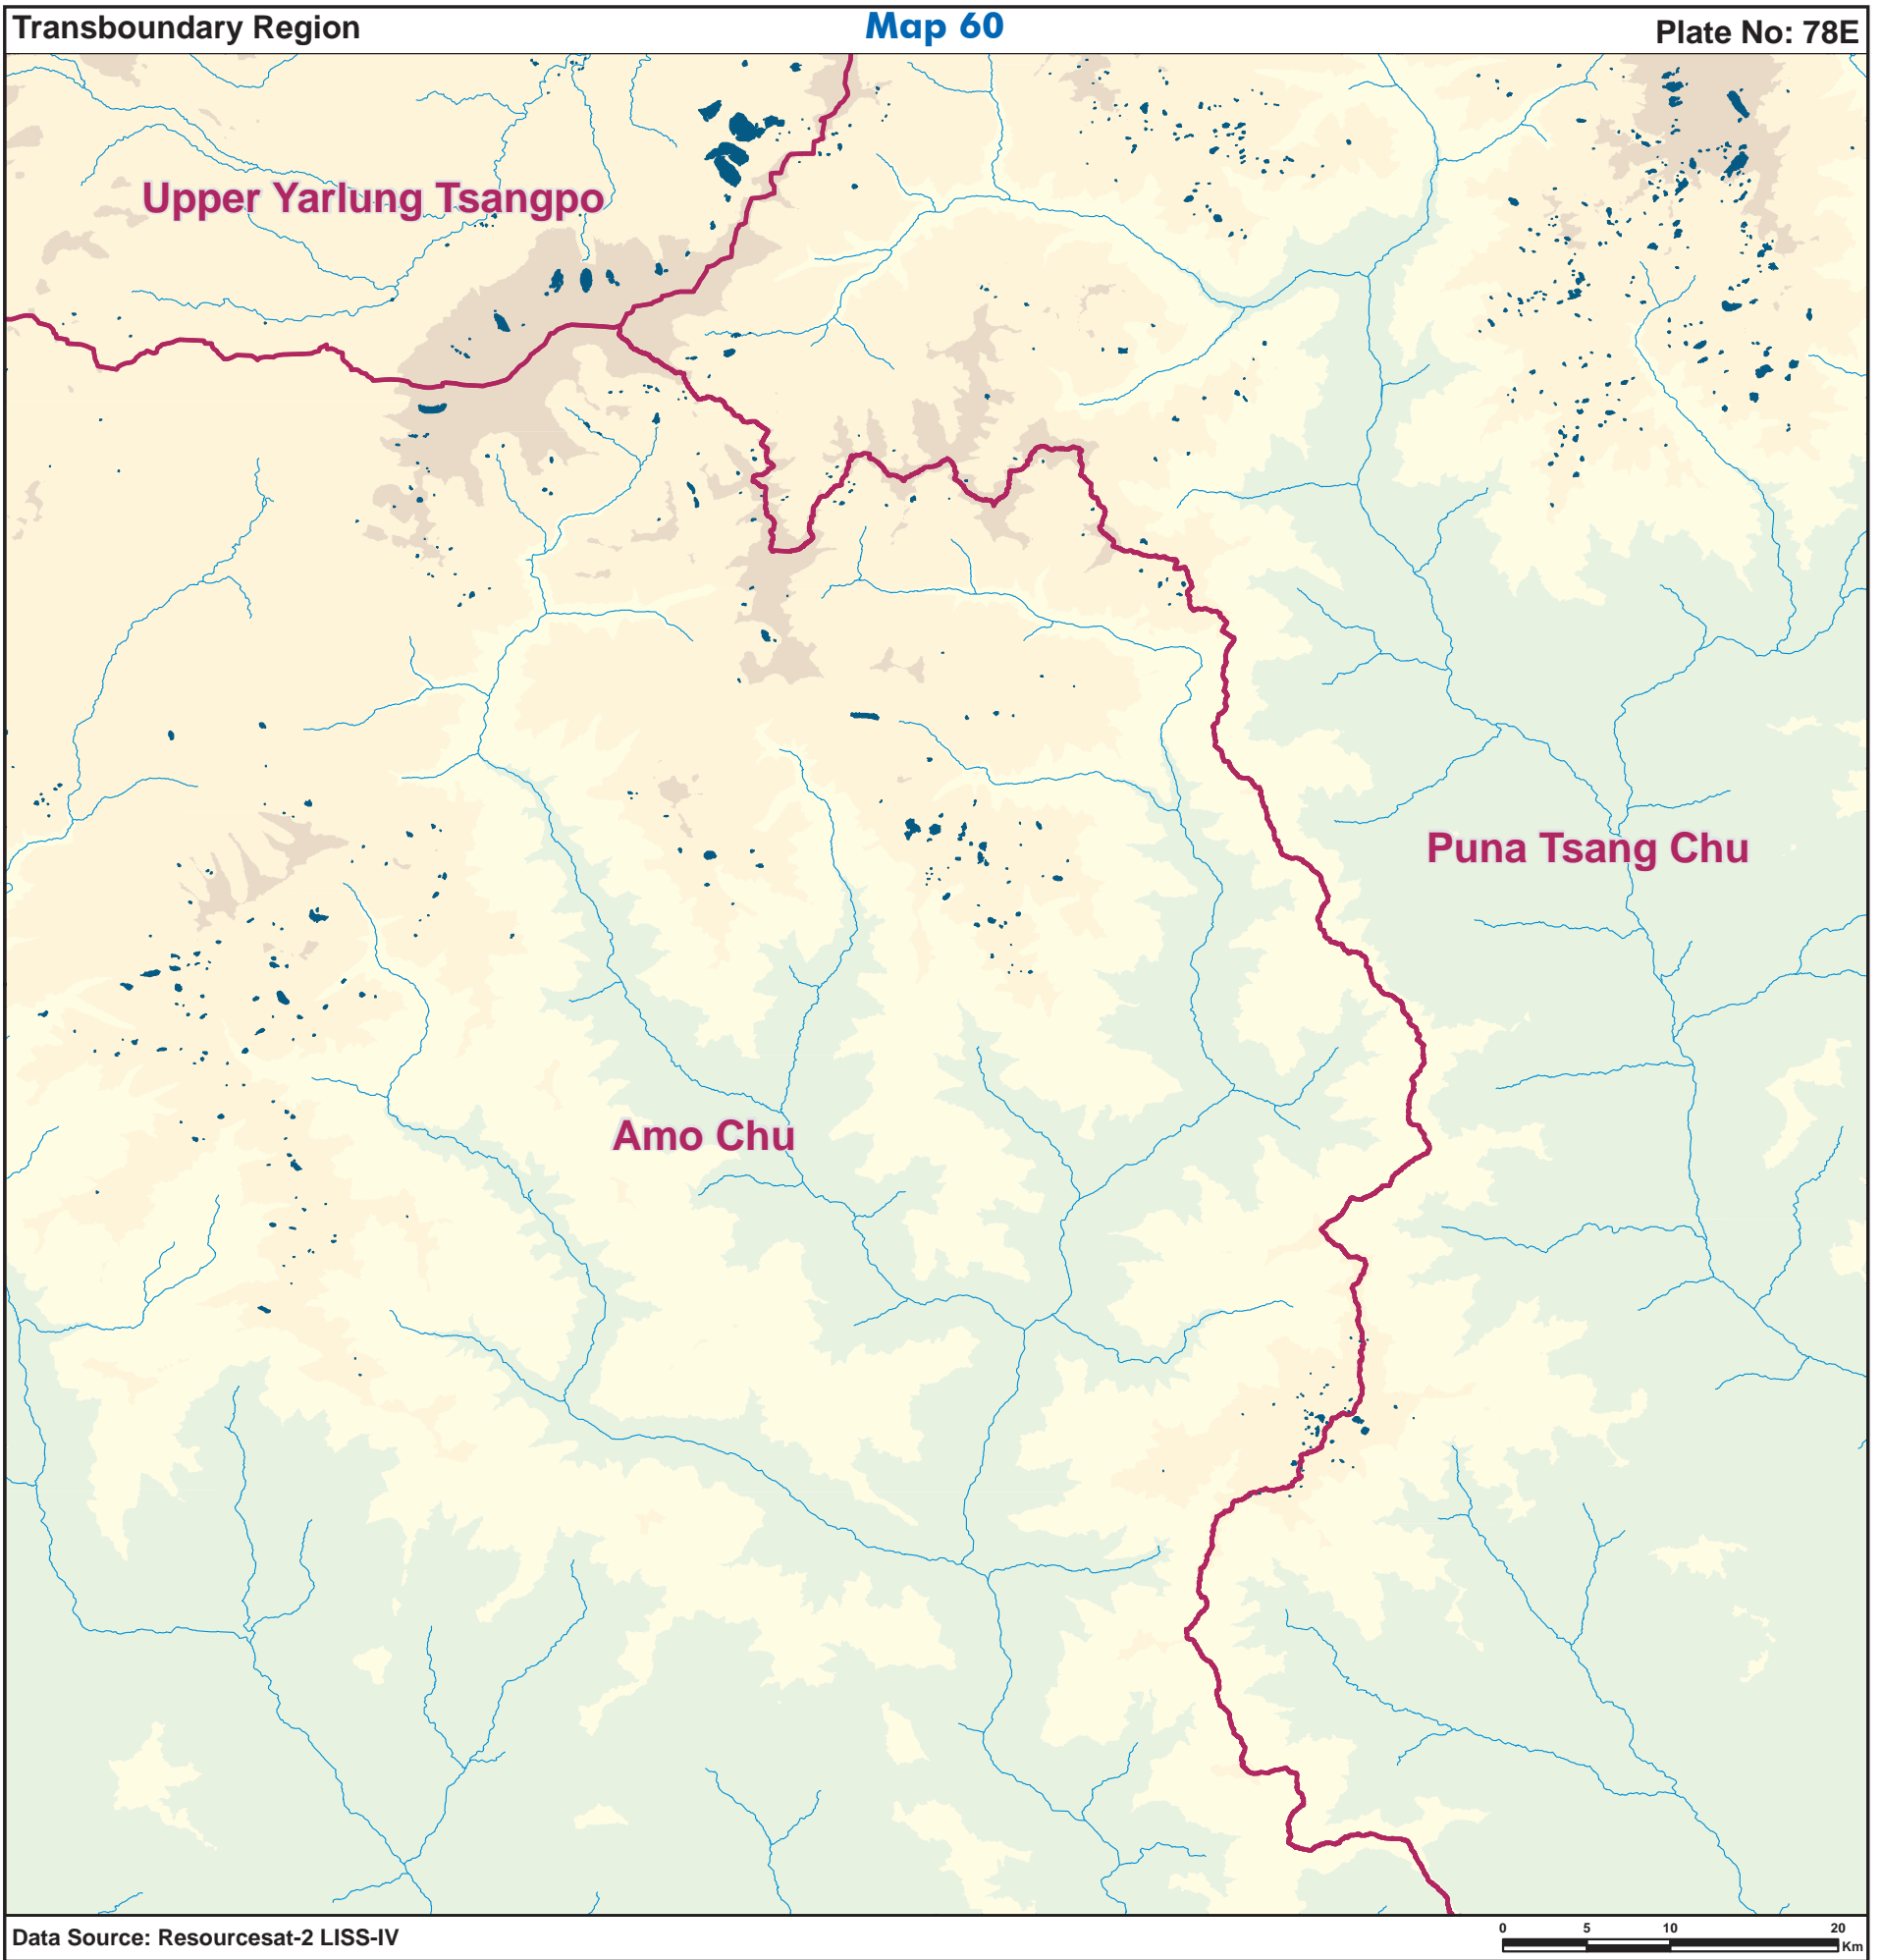 Transboundary Region
Map 60
Plate No: 78E
Upper Yarlung Tsangpo
Puna Tsang Chu
Amo Chu
Data Source: Resourcesat-2 LISS-IV
0 5 10 20
Km